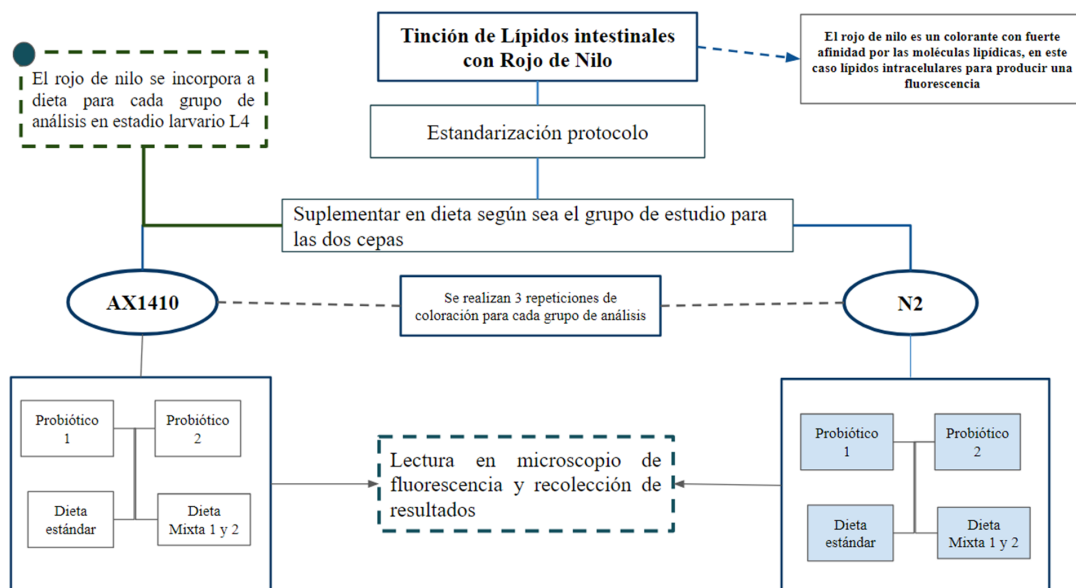 Tinción de Lípidos intestinales
con Rojo de Nilo
El rojo de nilo es un colorante con fuerte
afinidad por las moléculas lipídicas, en este
caso lípidos intracelulares para producir una
fluorescencia
El rojo de nilo se incorpora a
dieta para cada grupo de
análisis en estadio larvario L4
Estandarización protocolo
Suplementar en dieta según sea el grupo de estudio para
las dos cepas
AX1410
Se realizan 3 repeticiones de
coloración para cada grupo de análisis
N2
Probiótico
1
Probiótico
2
Dieta
estándar
Dieta
Mixta 1 y 2
Lectura en microscopio de
fluorescencia y recolección de
resultados
Probiótico
1
Probiótico
2
Dieta
estándar
Dieta
Mixta 1 y 2